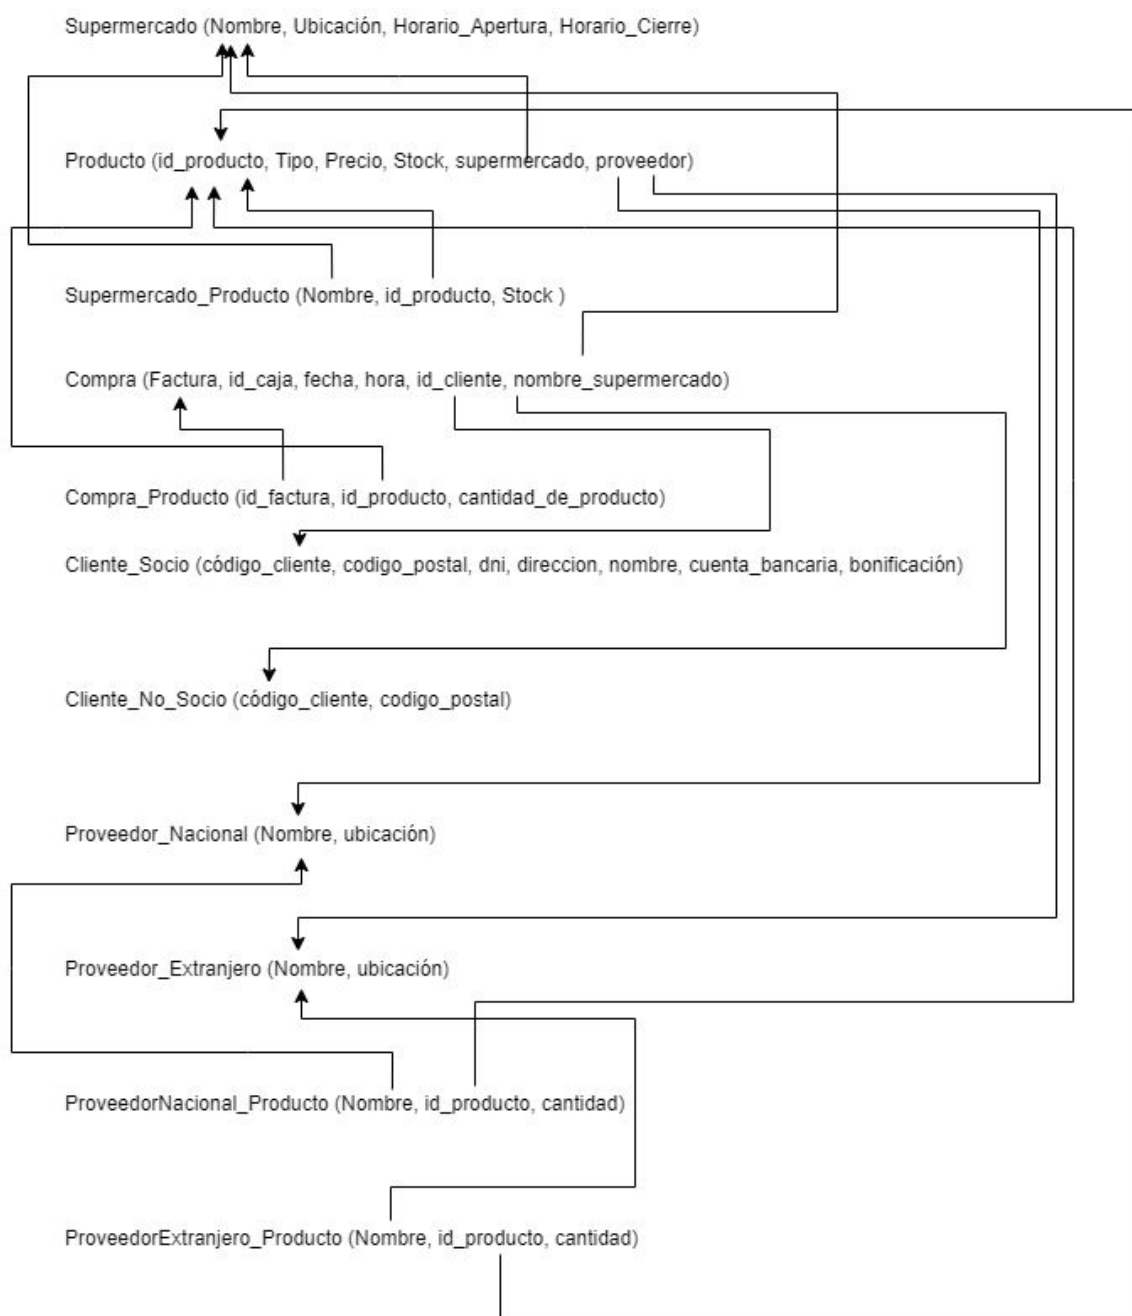 Supermercado (Nombre, Ubicación, Horario_Apertura, Horario_Cierre)
Producto (id_producto, Tipo, Precio, Stock, supermercado, proveedor)
Supermercado_Producto (Nombre, id_producto, Stock )
Compra (Factura, id_caja, fecha, hora, id_cliente, nombre_supermercado)
Compra_Producto (id_factura, id_producto, cantidad_de_producto)
Cliente_Socio (código_cliente, codigo_postal, dni, direccion, nombre, cuenta_bancaria, bonificación)
Cliente_No_Socio (código_cliente, codigo_postal)
Proveedor_Nacional (Nombre, ubicación)
Proveedor_Extranjero (Nombre, ubicación)
ProveedorNacional_Producto (Nombre, id_producto, cantidad)
ProveedorExtranjero_Producto (Nombre, id_producto, cantidad)